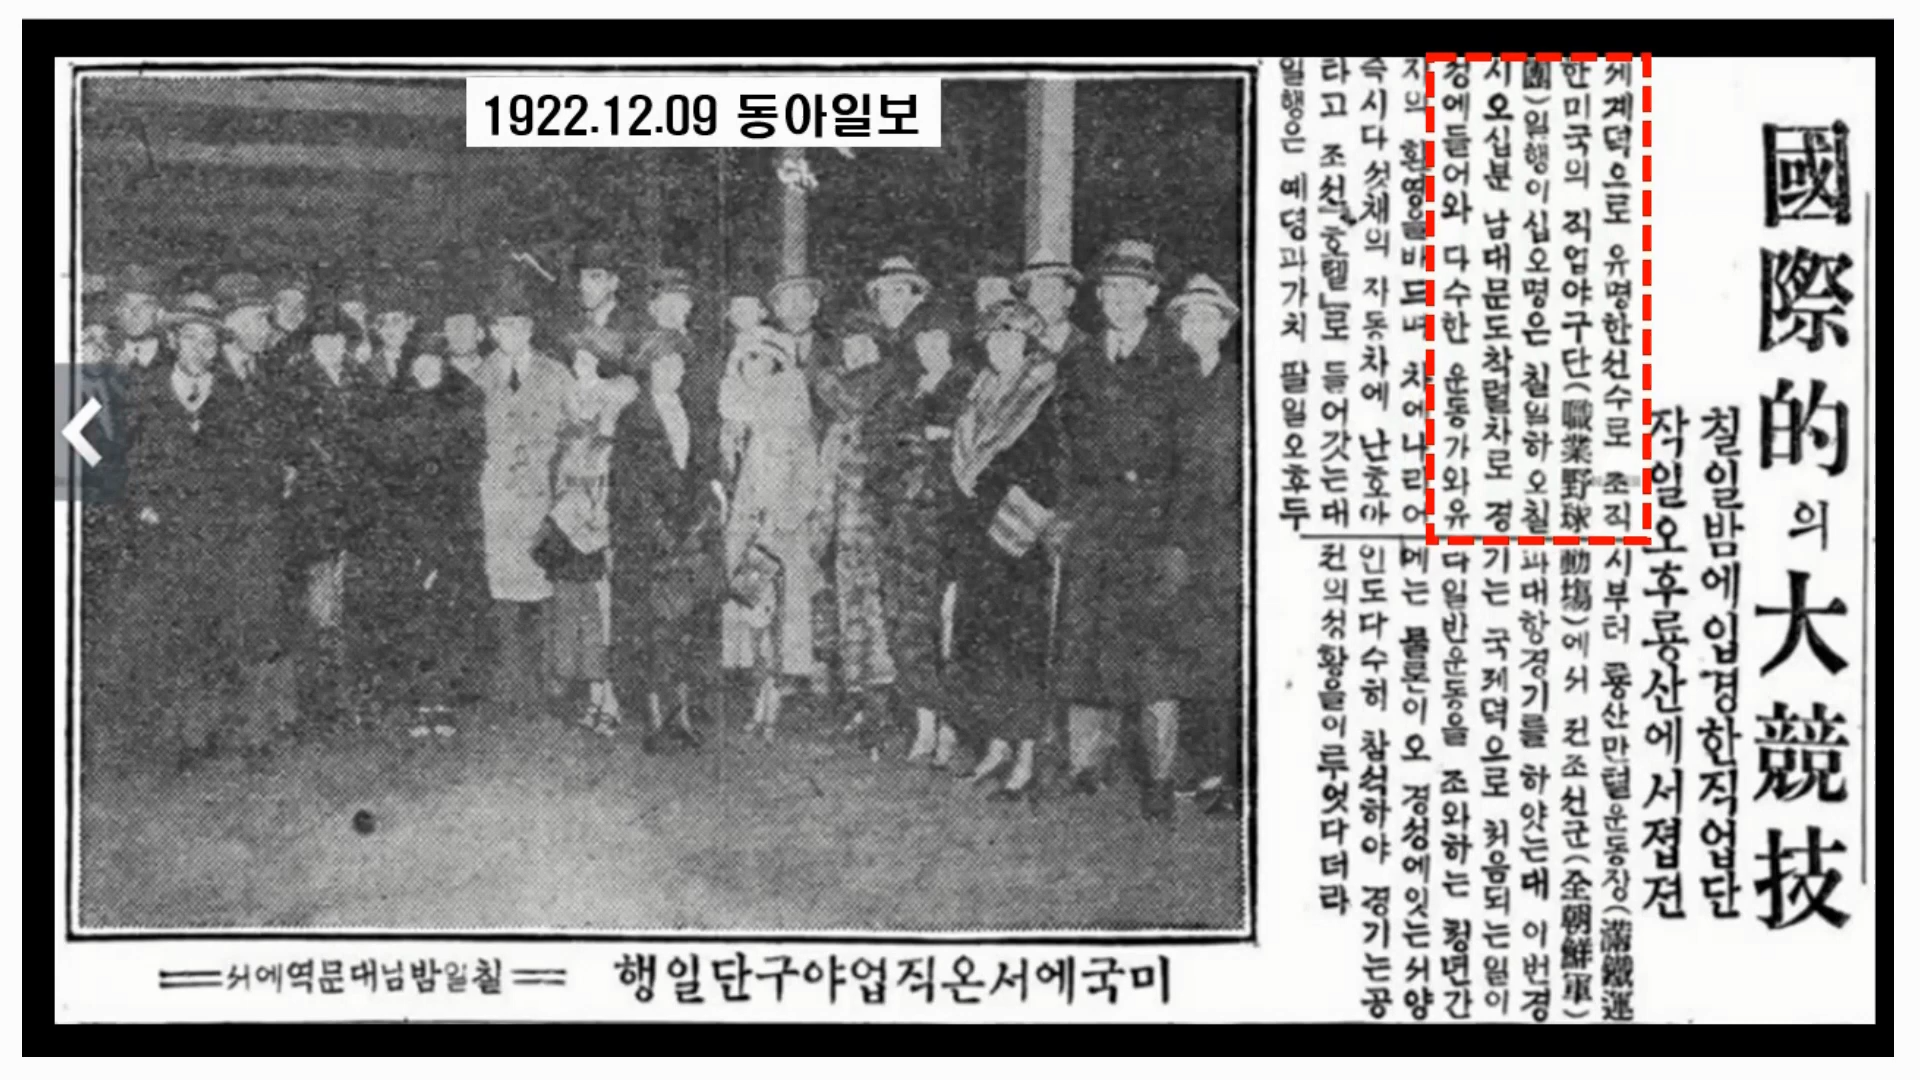 1922.12.09 동아일보
國際的의大競技
칠일밤에입경한직업단
작일오후룡산에서졉젼
세계뎍으로 유명한선수로 조직
한미국의 직업야구단(職業野球
團)일행이십오명은 칠일하오칠
시오십분 남대문도착렬차로 경
성에들어와 다수한 운동가와유
지의 환영을바드며 차에나리어
즉시다섯채의 자동차에 난호아
타고 조선『호텔』로 들어갓는대
일행은 예뎡과가치 팔일오후두
시부터 룡산만텰운동장(滿鐵運
動塲)에서 뎐조선군(全朝鮮軍)
과대항경기를 하얏는대 이번경
기는 국제뎍으로 처음되는일이
다일반운동을 조와하는 청년간
에는 물론이오 경성에잇는서양
인도다수히 참석하야 경기는공
뎐의성황을이루엇다더라
미국에서온직업야구단일행
칠일밤남대문역에서